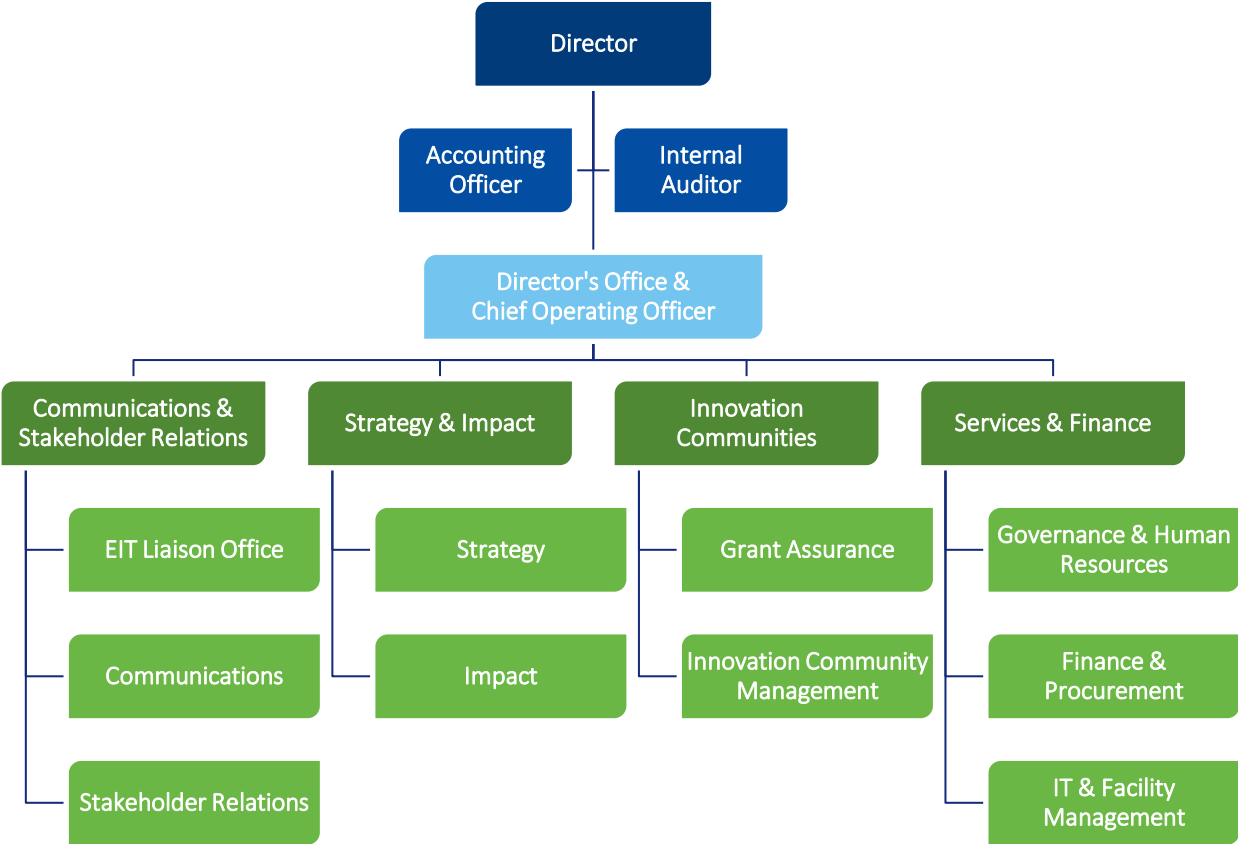 Director
Accounting
Officer
Internal
Auditor
Director's Office &
Chief Operating Officer
Communications &
Stakeholder Relations
Strategy & Impact
Innovation
Communities
Services & Finance
EIT Liaison Office
Strategy
Grant Assurance
Governance & Human
Resources
Communications
Impact
Innovation Community
Management
Finance &
Procurement
Stakeholder Relations
IT & Facility
Management